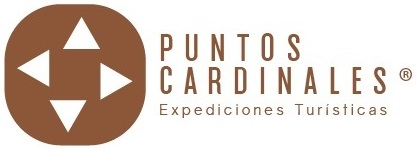 PUNTOS
CARDINALES ®
Expediciones Turísticas